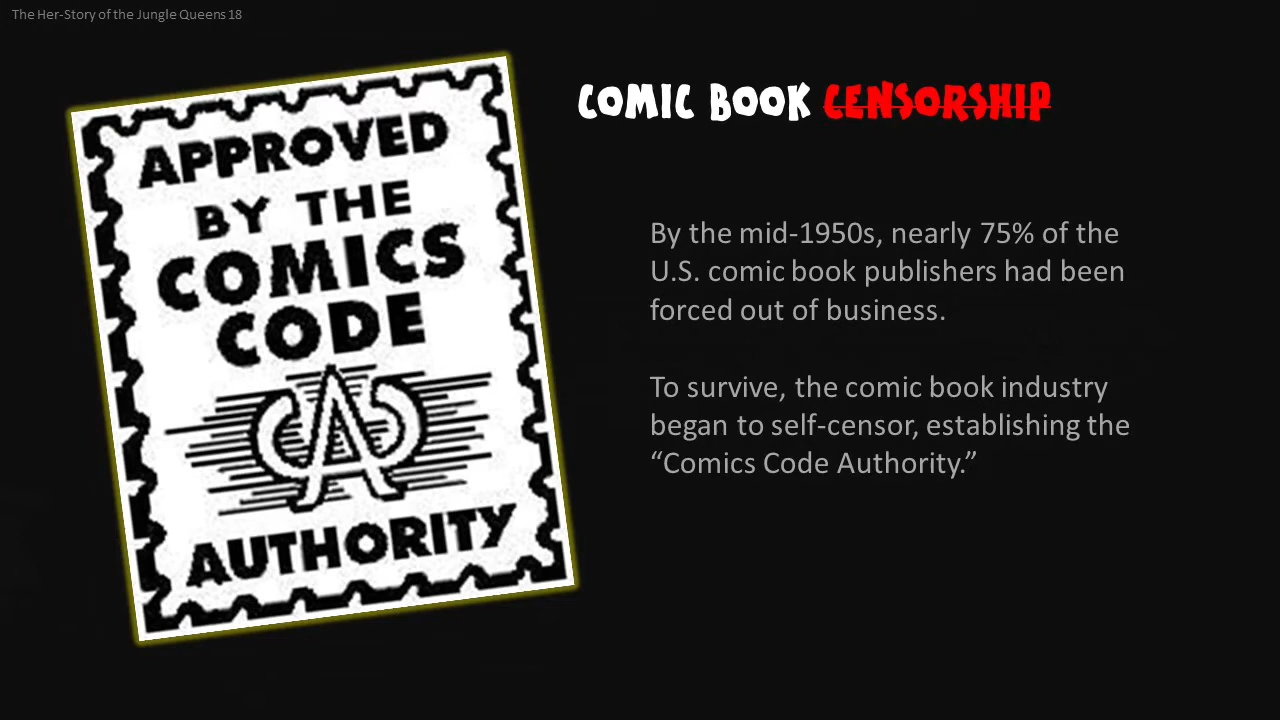 The Her-Story of the Jungle Queens 18
APPROVED
BY THE
COMICS
CODE
CA
AUTHORITY
COMIC BOOK CENSORSHIP
By the mid-1950s, nearly 75% of the
U.S. comic book publishers had been
forced out of business.
To survive, the comic book industry
began to self-censor, establishing the
“Comics Code Authority.”